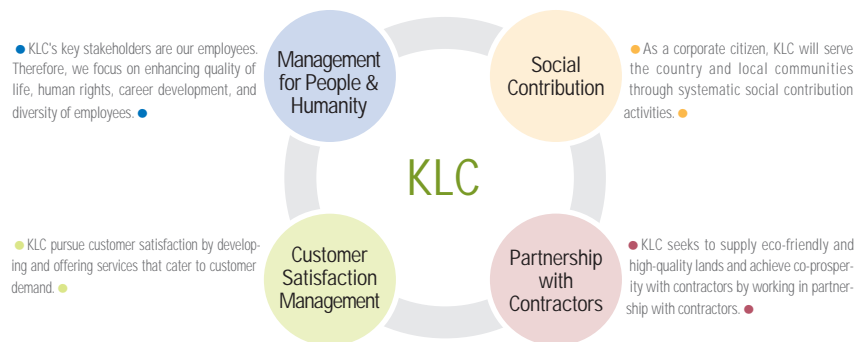 ● KLC's key stakeholders are our employees.
Therefore, we focus on enhancing quality of
life, human rights, career development, and
diversity of employees. ●
Management
for People &
Humanity
Social
Contribution
● As a corporate citizen, KLC will serve
the country and local communities
through systematic social contribution
activities. ●
KLC
● KLC pursue customer satisfaction by develop-
ing and offering services that cater to customer
demand. ●
Customer
Satisfaction
Management
Partnership
with
Contractors
● KLC seeks to supply eco-friendly and
high-quality lands and achieve co-prosper-
ity with contractors by working in partner-
ship with contractors. ●